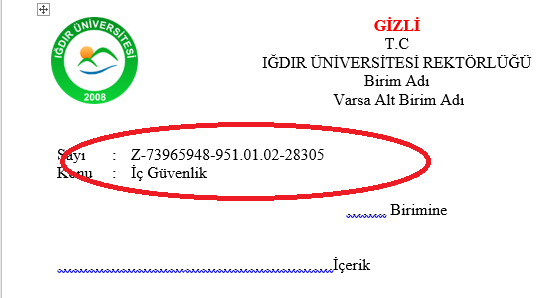 IĞDIR ÜNİVERSİTESİ
2008
GİZLİ
T.C
IĞDIR ÜNİVERSİTESİ REKTÖRLÜĞÜ
Birim Adı
Varsa Alt Birim Adı
Sayı : Z-73965948-951.01.02-28305
Konu : İç Güvenlik
Birimine
İçerik